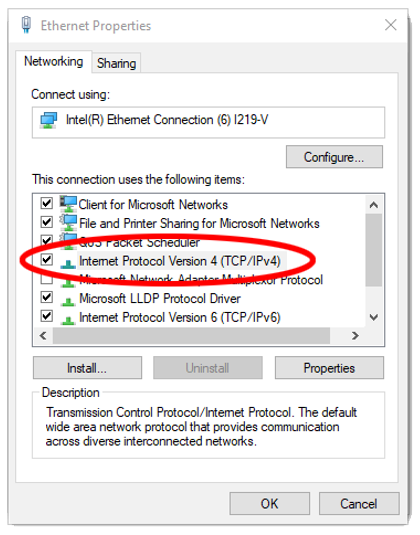 Ethernet Properties
Networking
Sharing
Connect using:
Intel(R) Ethernet Connection (6) I219-V
Configure...
This connection uses the following items:
Client for Microsoft Networks
File and Printer Sharing for Microsoft Networks
QoS Packet Scheduler
Internet Protocol Version 4 (TCP/IPv4)
Microsoft Network Adapter Multiplexor Protocol
Microsoft LLDP Protocol Driver
Internet Protocol Version 6 (TCP/IPv6)
Install...
Uninstall
Properties
Description
Transmission Control Protocol/Internet Protocol. The default
wide area network protocol that provides communication
across diverse interconnected networks.
OK
Cancel